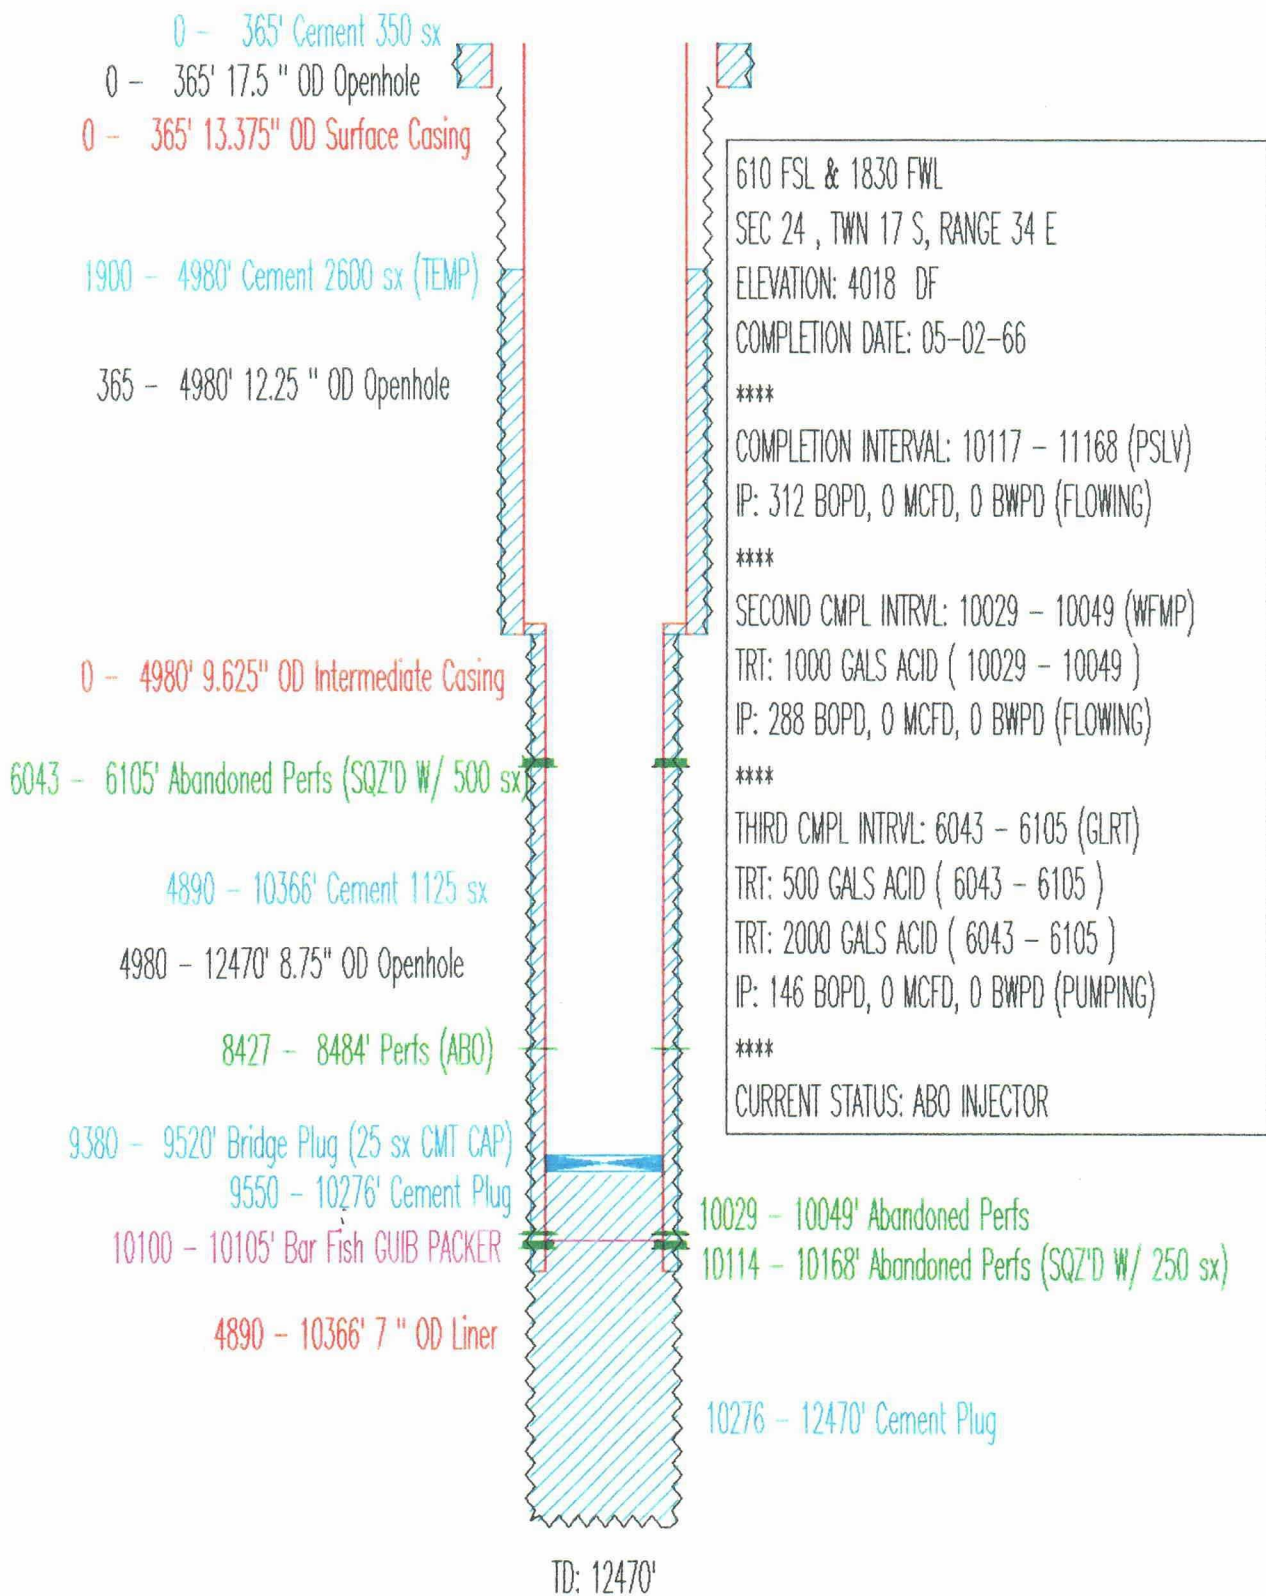 0 - 365' Cement 350 sx
0 - 365' 17.5 " OD Openhole
0 - 365' 13.375" OD Surface Casing
1900 - 4980' Cement 2600 sx (TEMP)
365 - 4980' 12.25 " OD Openhole
0 - 4980' 9.625" OD Intermediate Casing
6043 - 6105' Abandoned Perfs (SQZ'D W/ 500 sx)
4890 - 10366' Cement 1125 sx
4980 - 12470' 8.75" OD Openhole
8427 - 8484' Perfs (ABO)
9380 - 9520' Bridge Plug (25 sx CMT CAP)
9550 - 10276' Cement Plug
10100 - 10105' Bar Fish GUIB PACKER
4890 - 10366' 7 " OD Liner
610 FSL & 1830 FWL
SEC 24 , TWN 17 S, RANGE 34 E
ELEVATION: 4018 DF
COMPLETION DATE: 05-02-66
****
COMPLETION INTERVAL: 10117 - 11168 (PSLV)
IP: 312 BOPD, 0 MCFD, 0 BWPD (FLOWING)
****
SECOND CMPL INTRVL: 10029 - 10049 (WFMP)
TRT: 1000 GALS ACID ( 10029 - 10049 )
IP: 288 BOPD, 0 MCFD, 0 BWPD (FLOWING)
****
THIRD CMPL INTRVL: 6043 - 6105 (GLRT)
TRT: 500 GALS ACID ( 6043 - 6105 )
TRT: 2000 GALS ACID ( 6043 - 6105 )
IP: 146 BOPD, 0 MCFD, 0 BWPD (PUMPING)
****
CURRENT STATUS: ABO INJECTOR
10029 - 10049' Abandoned Perfs
10114 - 10168' Abandoned Perfs (SQZ'D W/ 250 sx)
10276 - 12470' Cement Plug
TD: 12470'